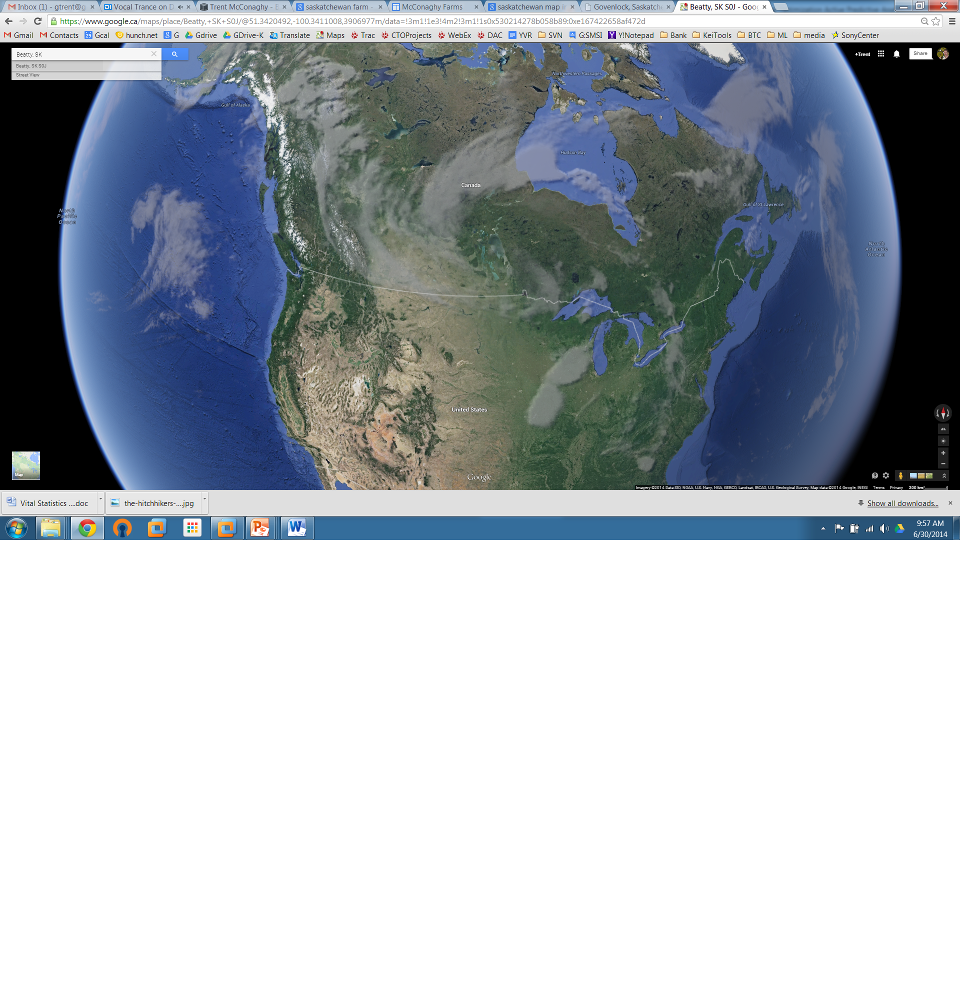 Inbox (1) - gtrent@g
Vocal Trance on D
Trent McConaghy - B
saskatchewan farm -
McConaghy Farms
saskatchewan map in
Govenlock, Saskatche
Beatty, SK S0J - Goog
https://www.google.ca/maps/place/Beatty,+SK+S0J/@51.3420492,-100.3411008,3906977m/data=!3m1!1e3!4m2!3m1!1s0x530214278b058b89:0xe167422658af472d
Gmail Contacts Gcal hunch.net G Gdrive GDrive-K Translate Maps Trac CTOProjects WebEx DAC YVR SVN G:SMSI Y!Notepad Bank KeiTools BTC ML media SonyCenter
Beatty, SK
Beatty, SK S0J
Street View
+Trent
Share
Northwestern Passages
Gulf of Alaska
Hudson Bay
Canada
Gulf of St Lawrence
North
Pacific
Ocean
North
Atlantic
Ocean
United States
Map
Google
Imagery ©2014 Data SIO, NOAA, U.S. Navy, NGA, GEBCO, Landsat, IBCAO, U.S. Geological Survey, Map data ©2014 Google, INEGI Terms Privacy 200 km
Vital Statistics ....doc
the-hitchhikers-....jpg
Show all downloads...
9:57 AM
6/30/2014